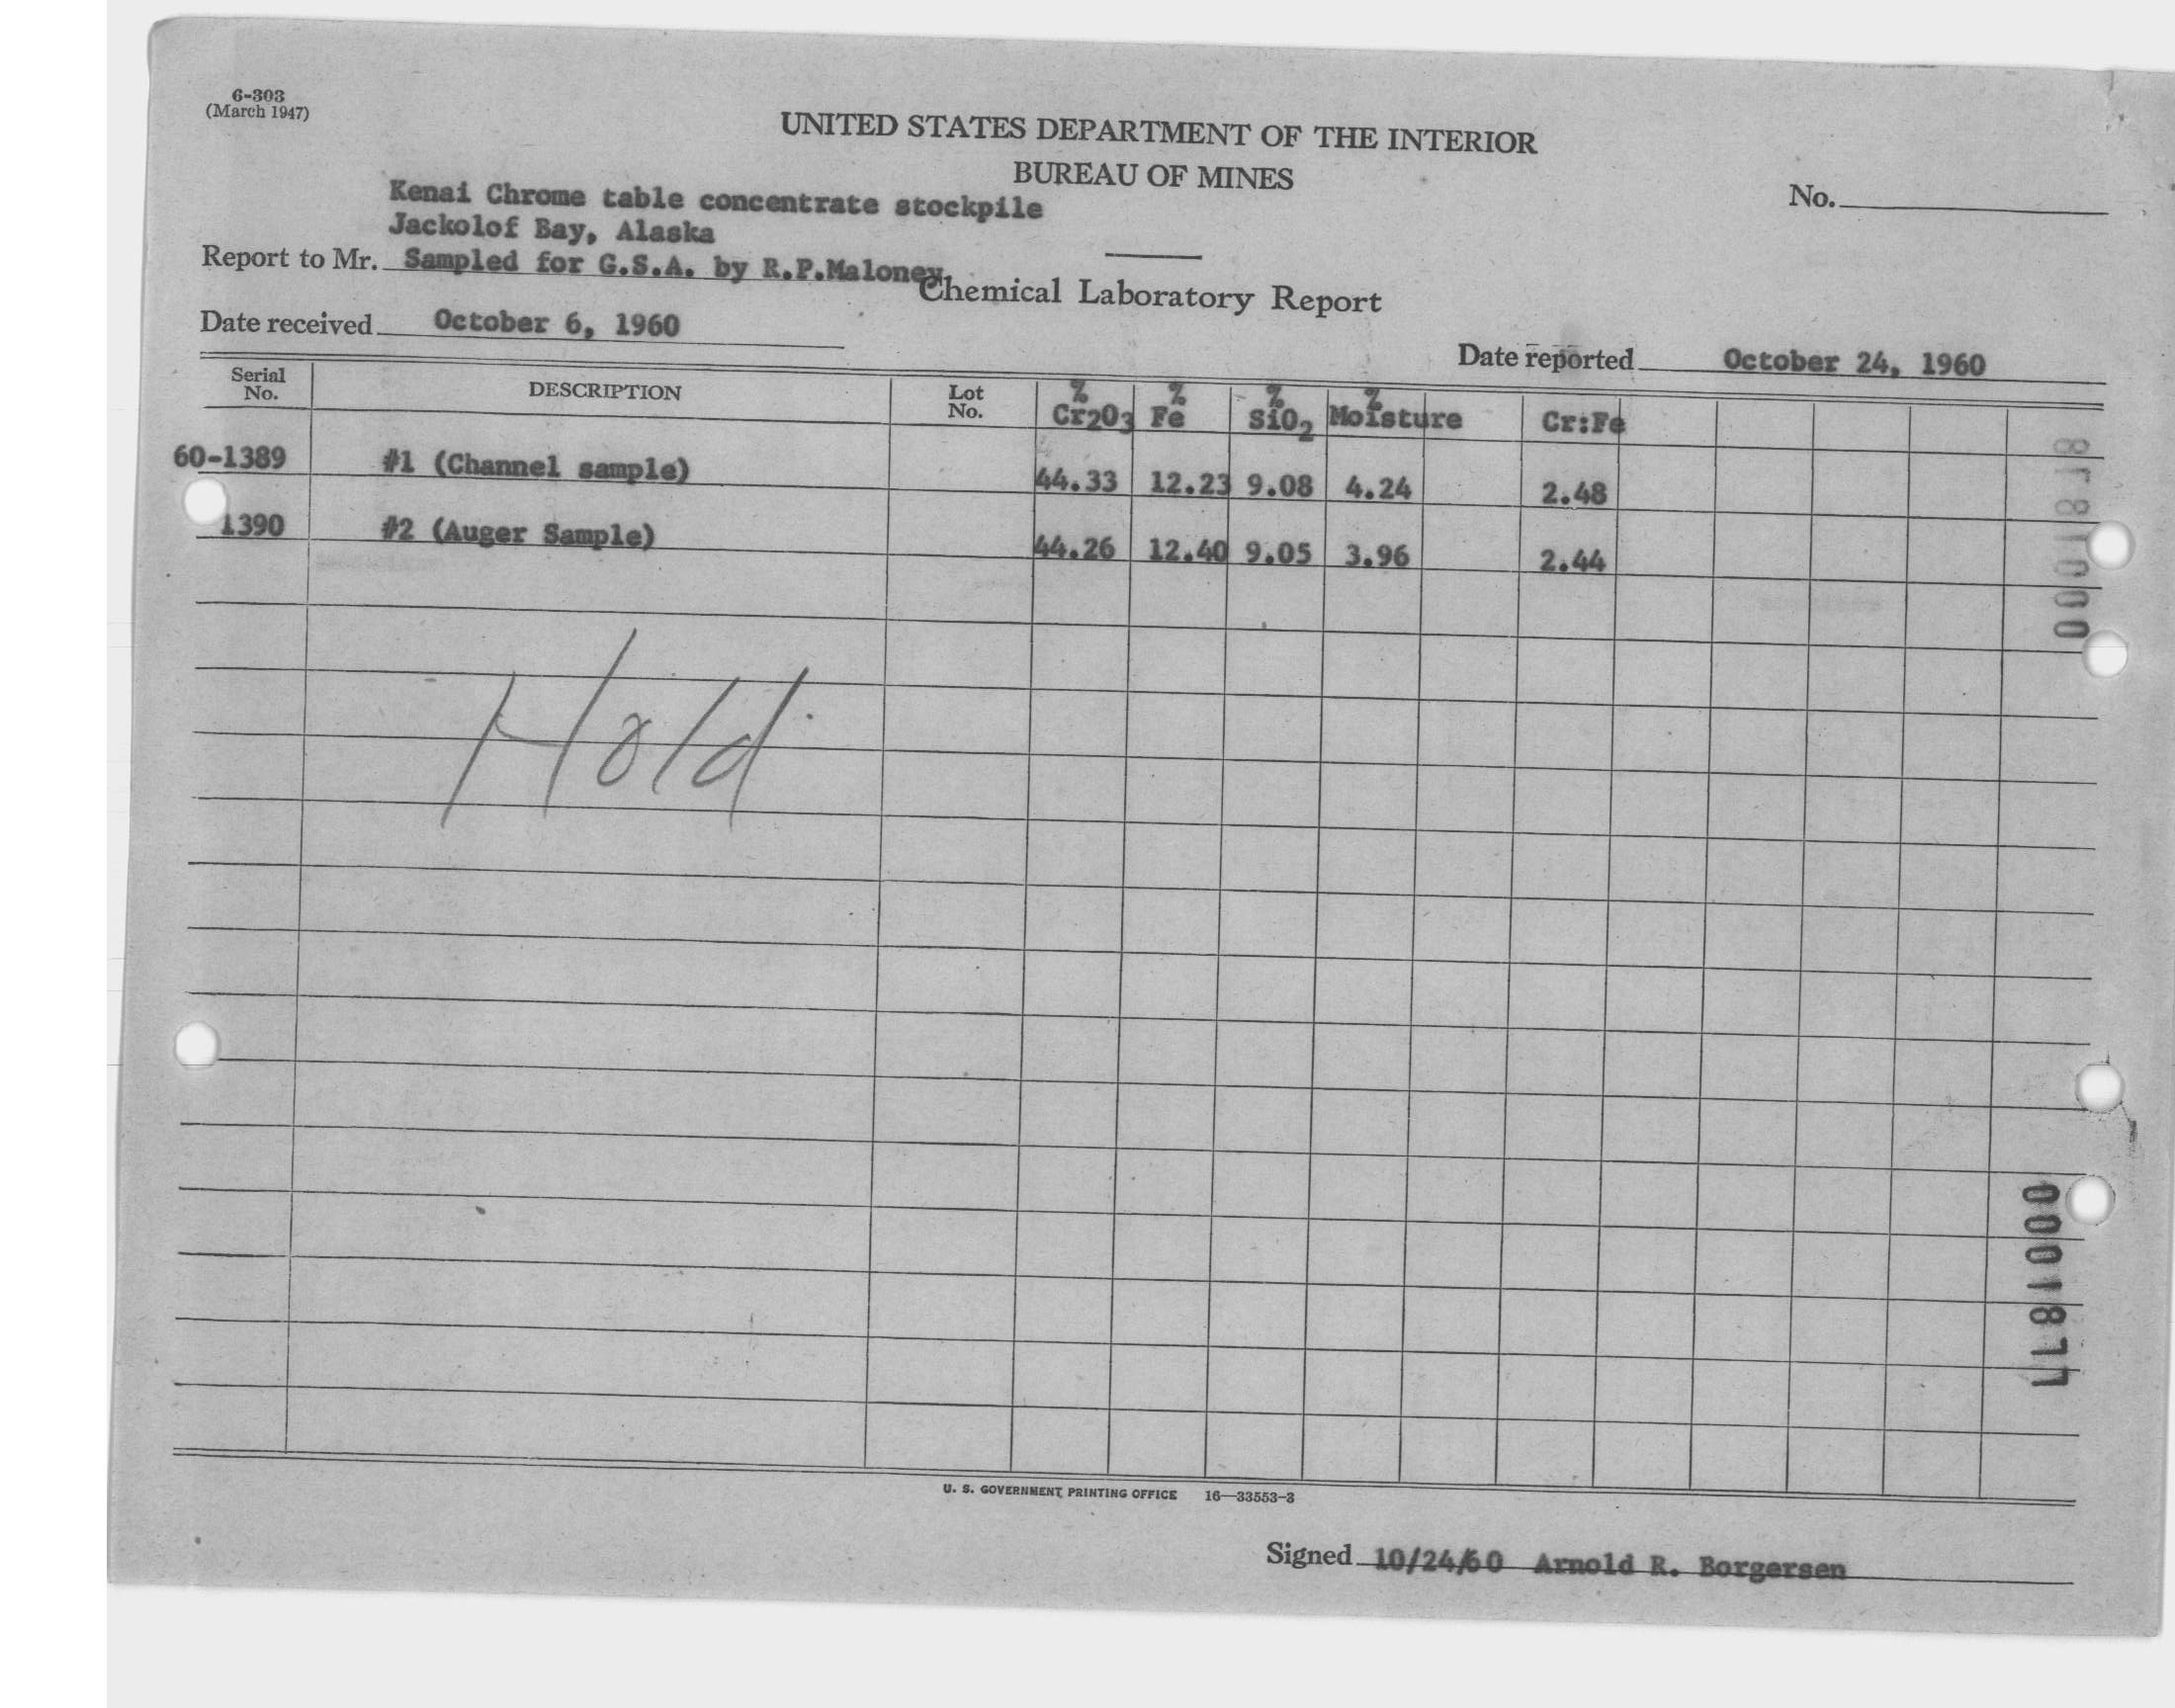 6-303
(March 1947)
UNITED STATES DEPARTMENT OF THE INTERIOR
BUREAU OF MINES
Kenai Chrome table concentrate stockpile
Jackolof Bay, Alaska
No.
Report to Mr. Sampled for G.S.A. by R.P.Maloney
Chemical Laboratory Report
Date received October 6, 1960
Date reported October 24, 1960
Serial No. DESCRIPTION Lot No. % Cr2O3 % Fe % SiO2 % Moisture Cr:Fe
60-1389 #1 (Channel sample) 44.33 12.23 9.08 4.24 2.48
1390 #2 (Auger Sample) 44.26 12.40 9.05 3.96 2.44
Hold
0001877
U. S. GOVERNMENT PRINTING OFFICE 16—33553-3
Signed 10/24/60 Arnold R. Borgersen